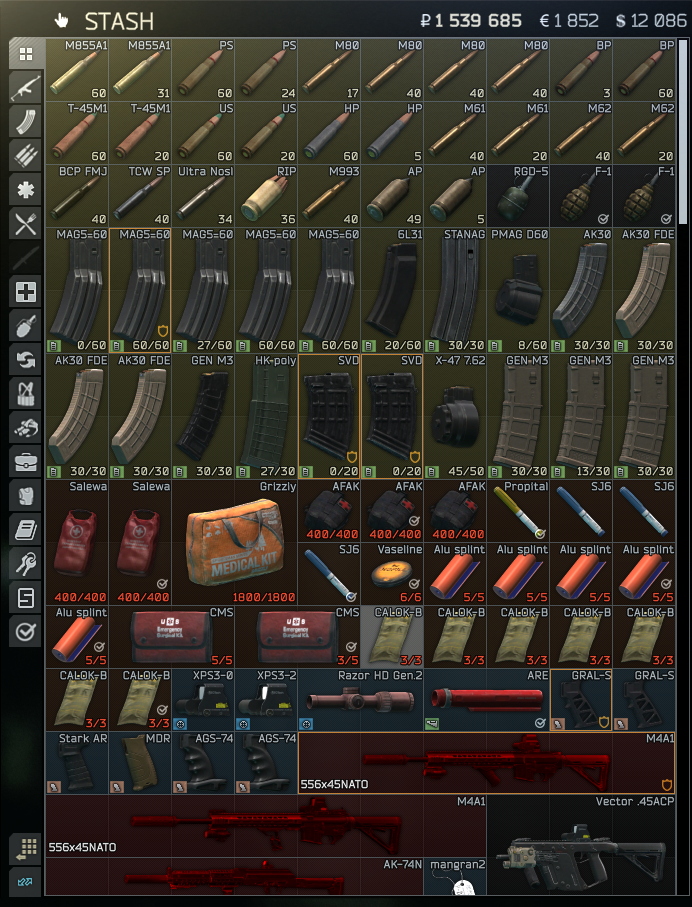 STASH ₽ 1 539 685 € 1 852 $ 12 086
M855A1 M855A1 PS PS M80 M80 M80 M80 BP BP
60 31 60 24 17 40 40 40 3 60
T-45M1 T-45M1 US US HP HP M61 M61 M62 M62
60 20 60 20 60 5 40 20 40 20
BCP FMJ TCW SP Ultra Nosl RIP M993 AP AP RGD-5 F-1 F-1
40 40 34 36 40 49 5
MAG5=60 MAG5=60 MAG5=60 MAG5=60 MAG5=60 6L31 STANAG PMAG D60 AK30 AK30 FDE
0/60 60/60 27/60 60/60 60/60 20/60 30/30 8/60 30/30 30/30
AK30 FDE AK30 FDE GEN M3 HK poly SVD SVD X-47 7.62 GEN M3 GEN M3 GEN M3
30/30 30/30 30/30 27/30 0/20 0/20 45/50 30/30 13/30 30/30
Salewa Salewa Grizzly AFAK AFAK AFAK Propital SJ6 SJ6
400/400 400/400 400/400
MEDICAL KIT
SJ6 Vaseline Alu splint Alu splint Alu splint Alu splint
400/400 400/400 1800/1800 6/6 5/5 5/5 5/5 5/5
Alu splint CMS CMS CALOK-B CALOK-B CALOK-B CALOK-B CALOK-B
Emergency
Surgical Kit
Emergency
Surgical Kit
5/5 5/5 3/5 3/3 3/3 3/3 3/3 3/3
CALOK-B CALOK-B XPS3-0 XPS3-2 Razor HD Gen.2 ARE GRAL-S GRAL-S
3/3 3/3
Stark AR MDR AGS-74 AGS-74 M4A1
556x45NATO
M4A1 Vector .45ACP
556x45NATO
AK-74N mangran2